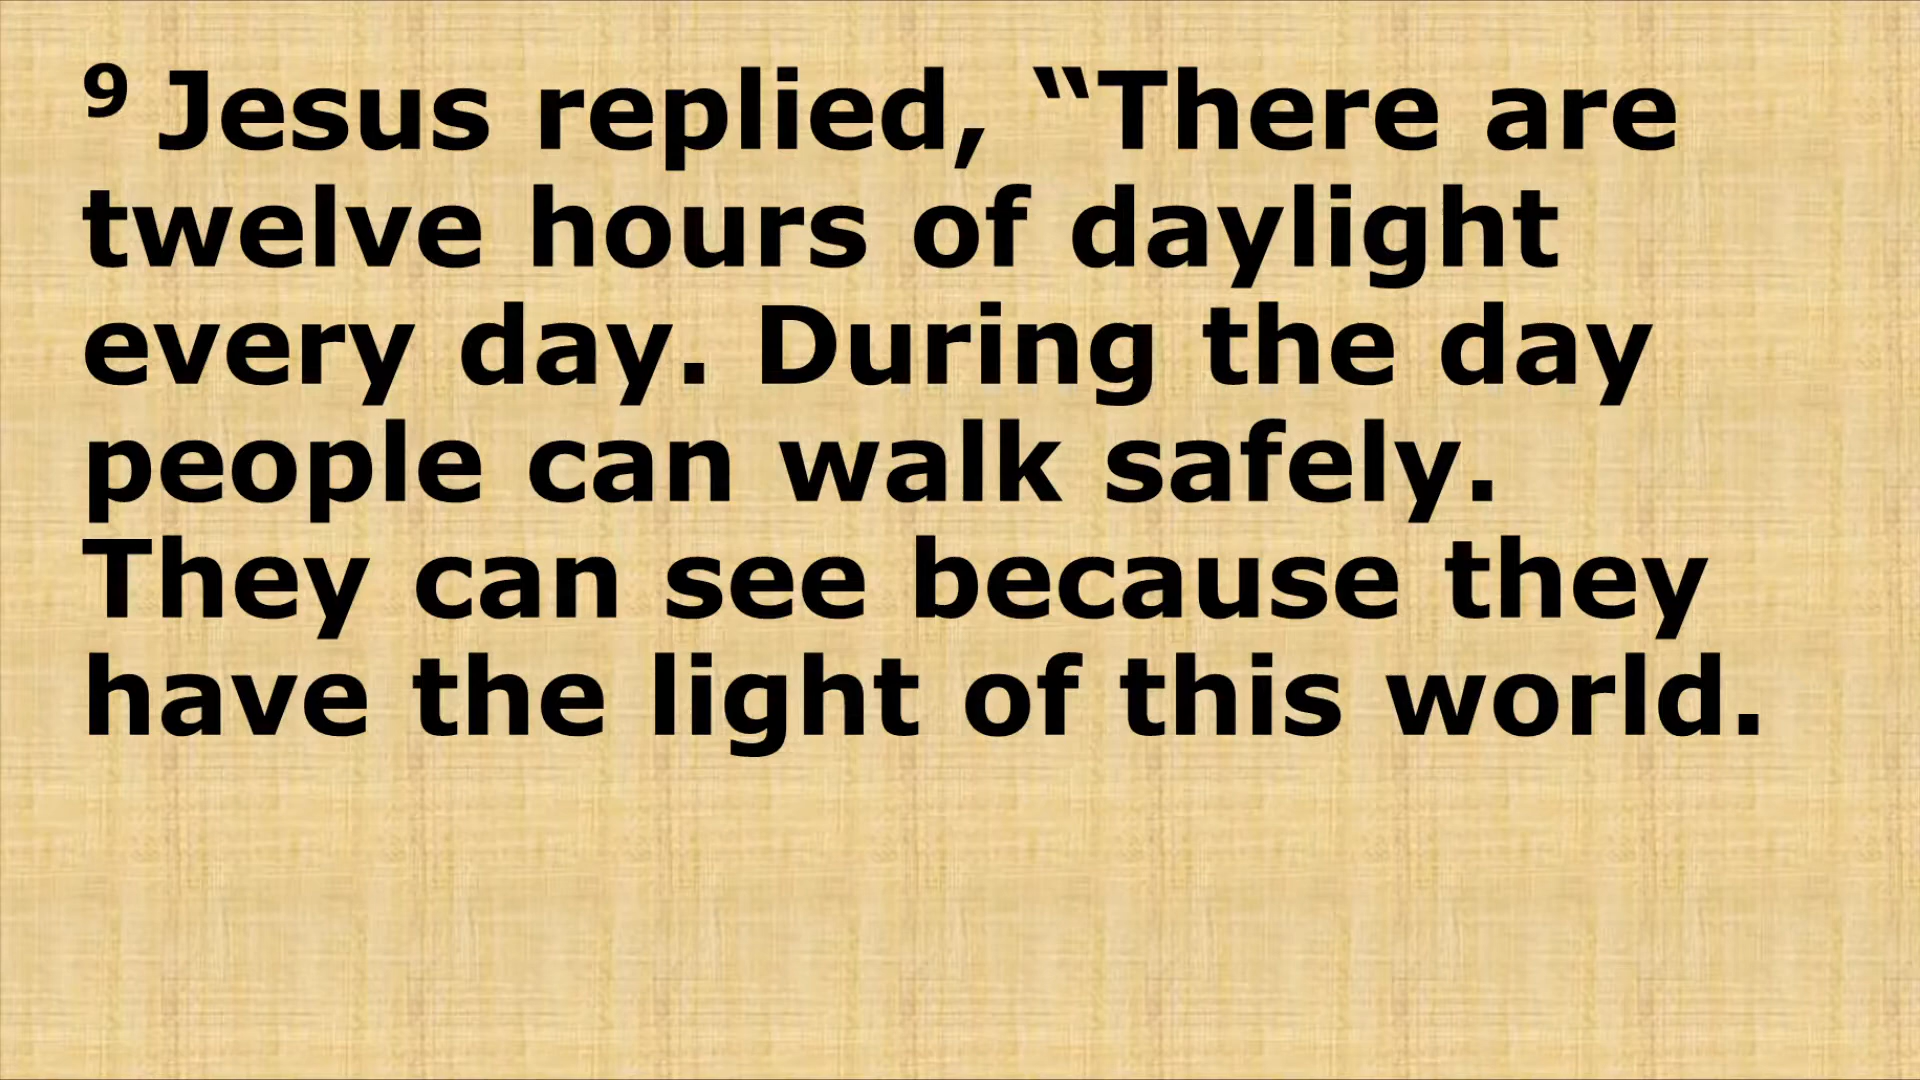 9 Jesus replied, “There are
twelve hours of daylight
every day. During the day
people can walk safely.
They can see because they
have the light of this world.